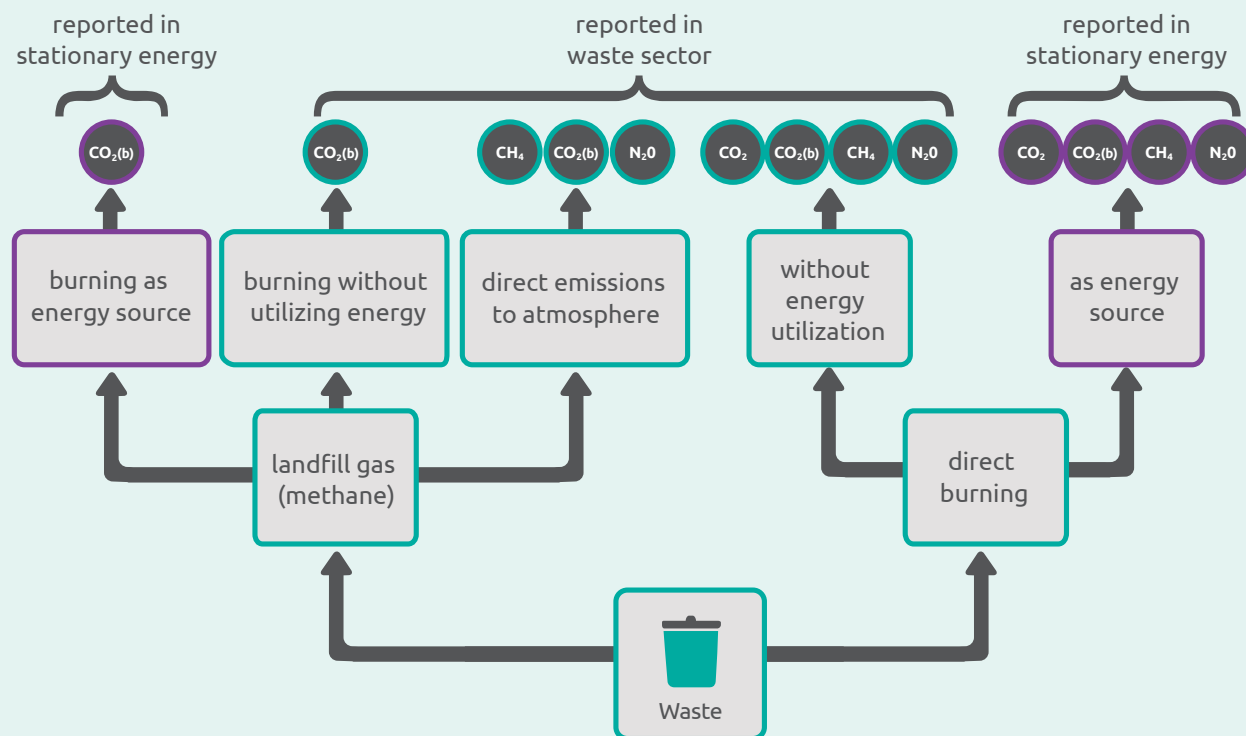 reported in
stationary energy
reported in
waste sector
reported in
stationary energy
CO₂(b)
CO₂(b)
CH₄
CO₂(b)
N₂0
CO₂
CO₂(b)
CH₄
N₂0
CO₂
CO₂(b)
CH₄
N₂0
burning as
energy source
burning without
utilizing energy
direct emissions
to atmosphere
without
energy
utilization
as energy
source
landfill gas
(methane)
direct
burning
Waste